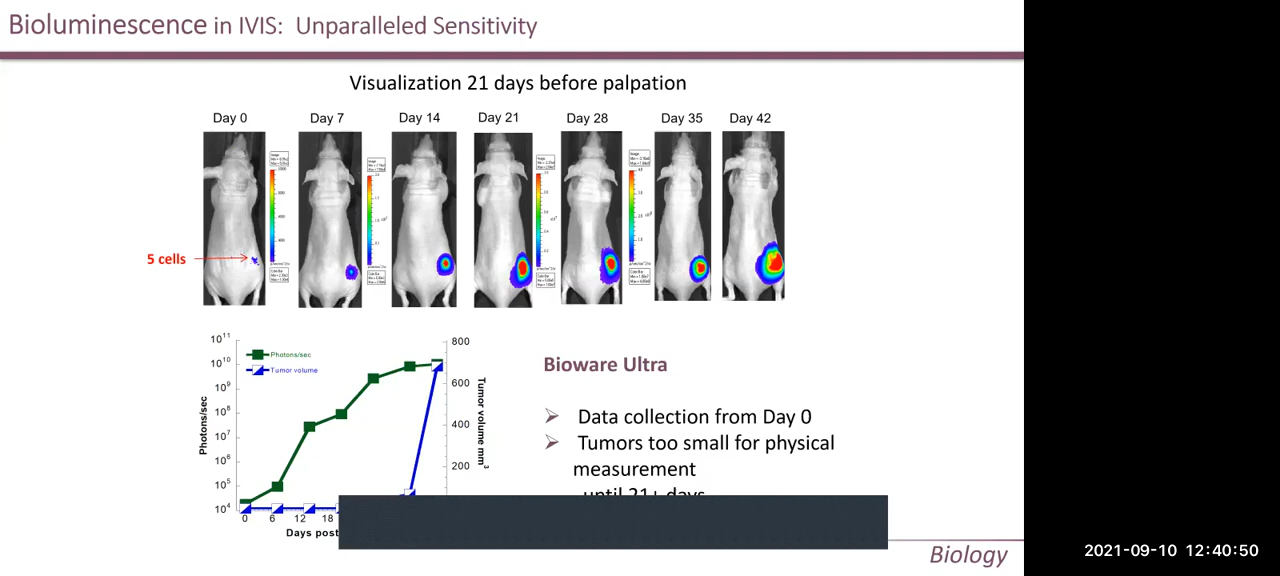 Bioluminescence in IVIS: Unparalleled Sensitivity
Visualization 21 days before palpation
Day 0 Day 7 Day 14 Day 21 Day 28 Day 35 Day 42
5 cells
10^11
10^10
10^9
10^8
10^7
10^6
10^5
10^4
Photons/sec
Photons/sec
Tumor volume
800
600
400
200
Tumor volume mm^3
0 6 12 18
Days post
Bioware Ultra
➢ Data collection from Day 0
➢ Tumors too small for physical
measurement
until 21+ days
Biology
2021-09-10 12:40:50